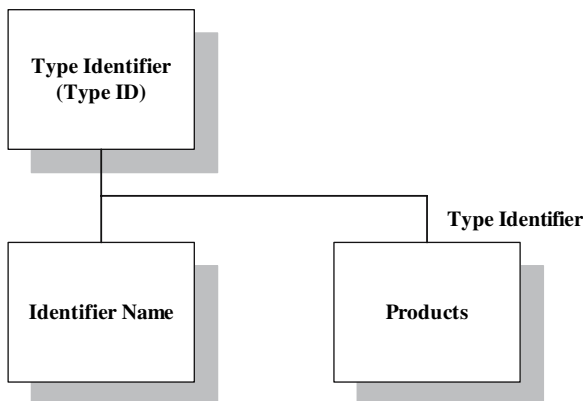 Type Identifier
(Type ID)
Type Identifier
Identifier Name
Products